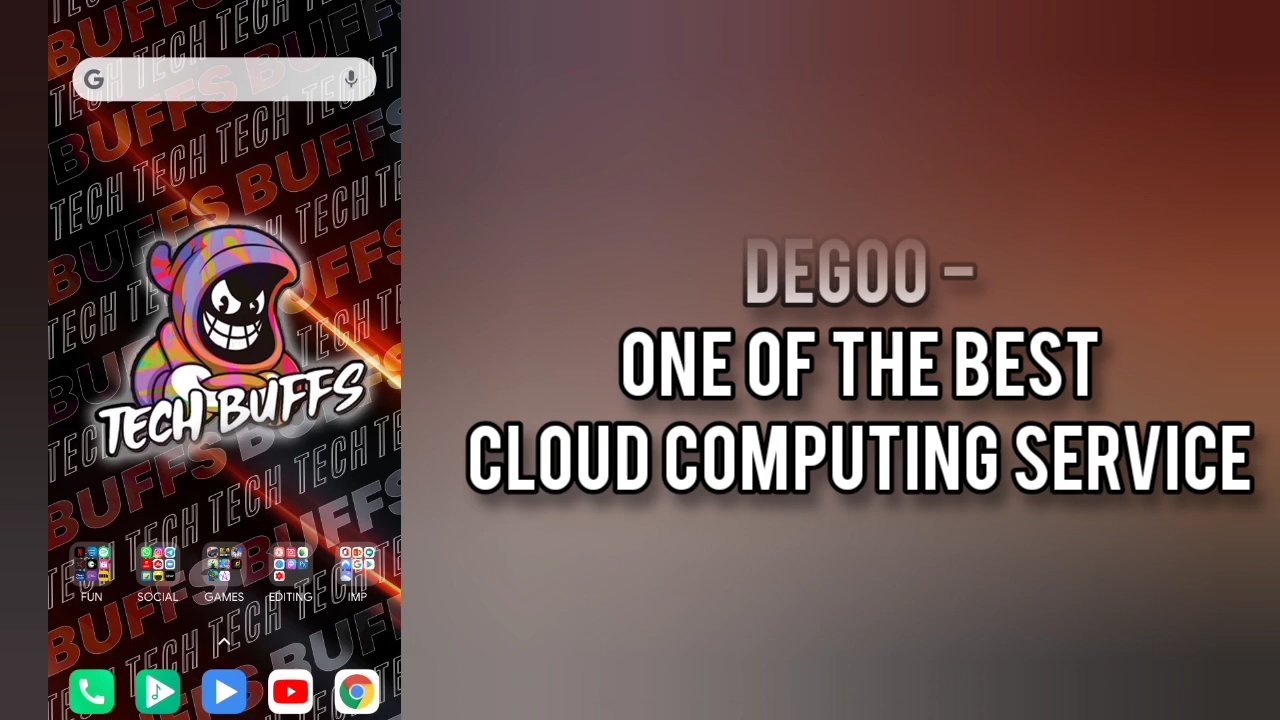 TECH BUFFS
FUN
SOCIAL
GAMES
EDITING
IMP
DEGOO –
ONE OF THE BEST
CLOUD COMPUTING SERVICE